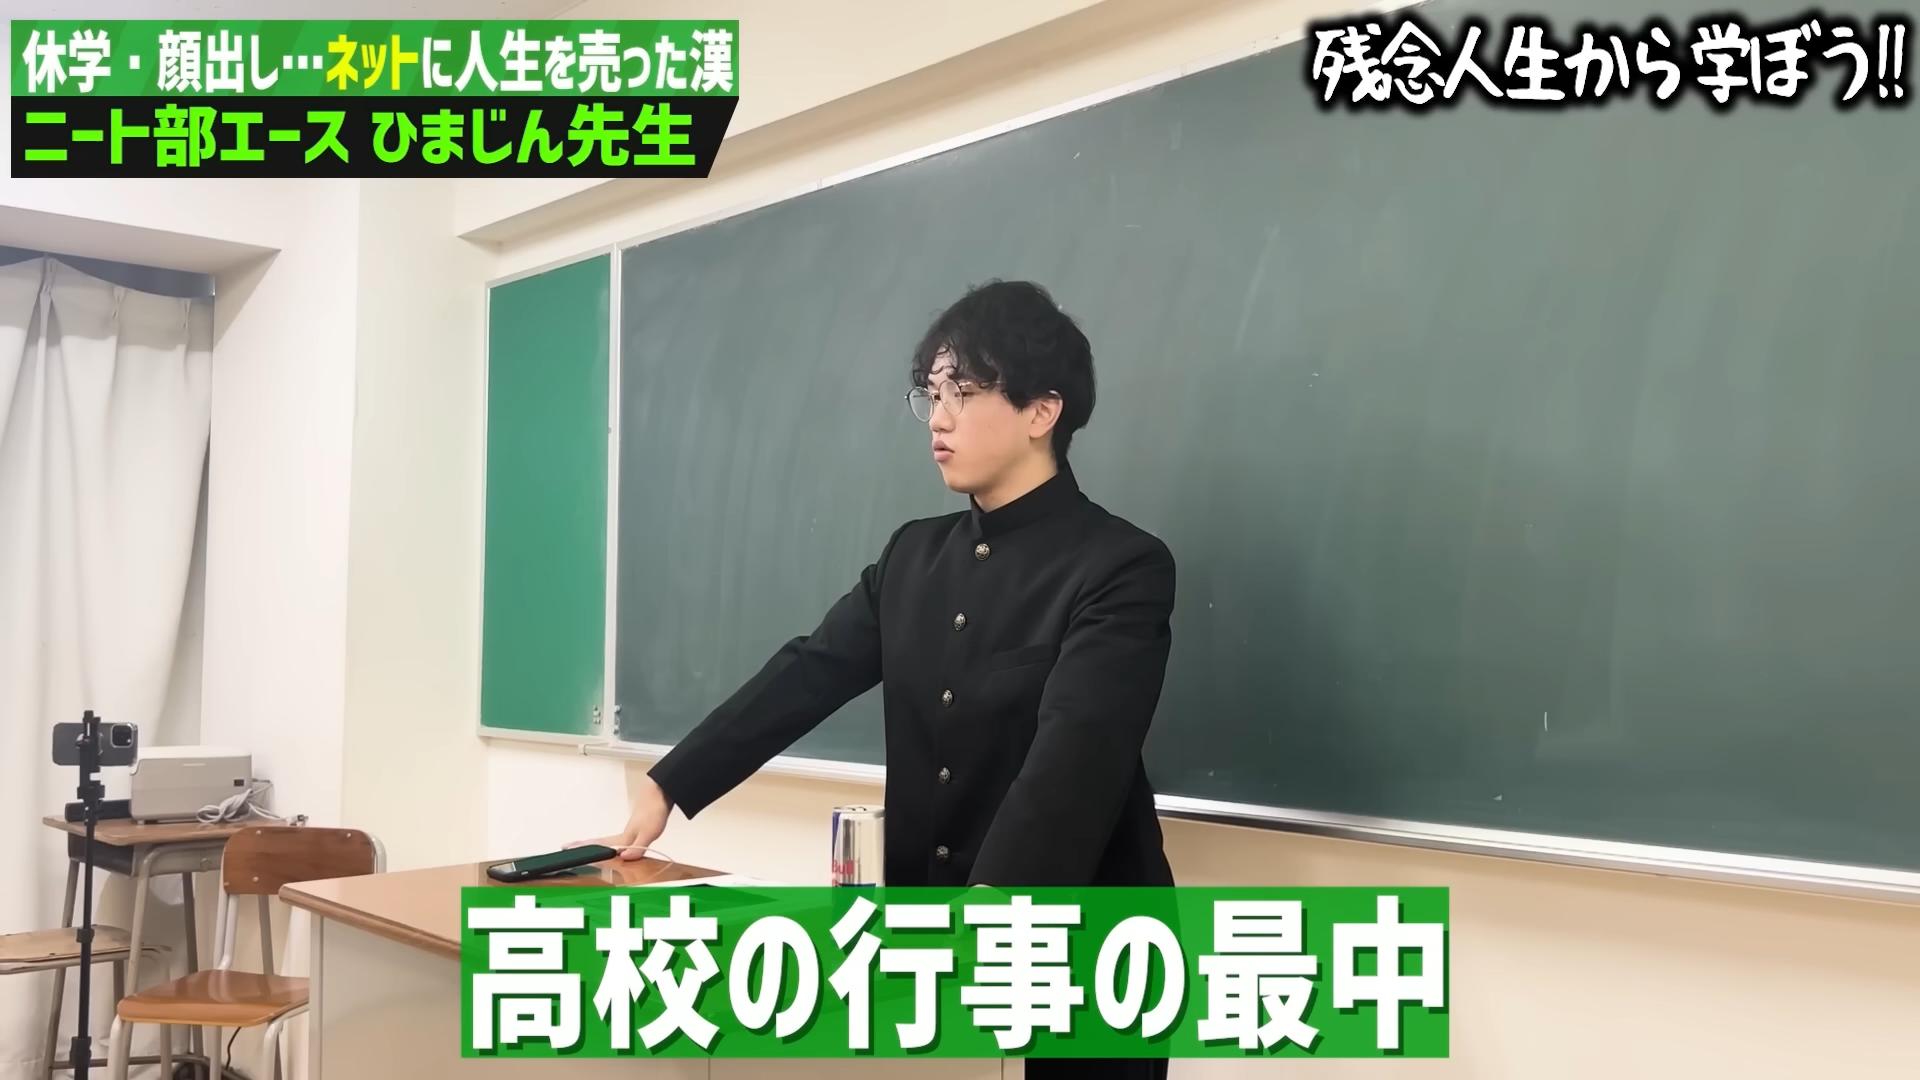 休学・顔出し…ネットに人生を売った漢
ニート部エース ひまじん先生
残念人生から学ぼう!!
Bull
高校の行事の最中